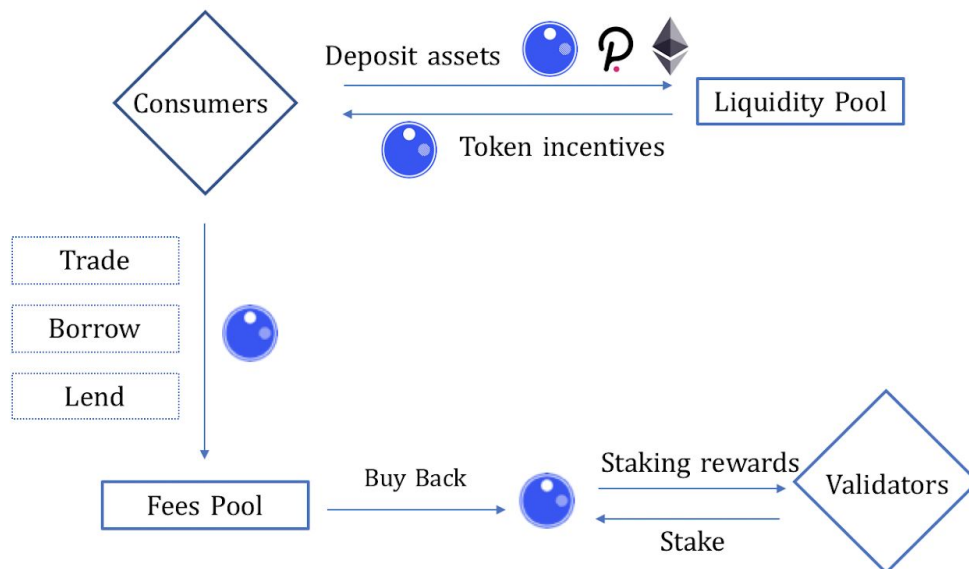 Deposit assets
Consumers
Liquidity Pool
Token incentives
Trade
Borrow
Lend
Fees Pool
Buy Back
Staking rewards
Validators
Stake